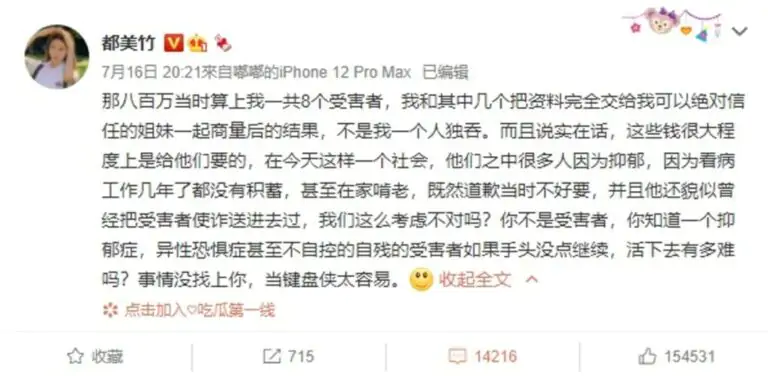 都美竹
7月16日 20:21来自嘟嘟的iPhone 12 Pro Max 已编辑
那八百万当时算上我一共8个受害者，我和其中几个把资料完全交给我可以绝对信
任的姐妹一起商量后的结果，不是我一个人独吞。而且说实在话，这些钱很大程
度上是给他们要的，在今天这样一个社会，他们之中很多人因为抑郁，因为看病
工作几年了都没有积蓄，甚至在家啃老，既然道歉当时不好要，并且他还貌似曾
经把受害者使诈送进去过，我们这么考虑不对吗？你不是受害者，你知道一个抑
郁症，异性恐惧症甚至不自控的自残的受害者如果手头没点继续，活下去有多难
吗？事情没找上你，当键盘侠太容易。 收起全文
点击加入♡吃瓜第一线
收藏 715 14216 154531